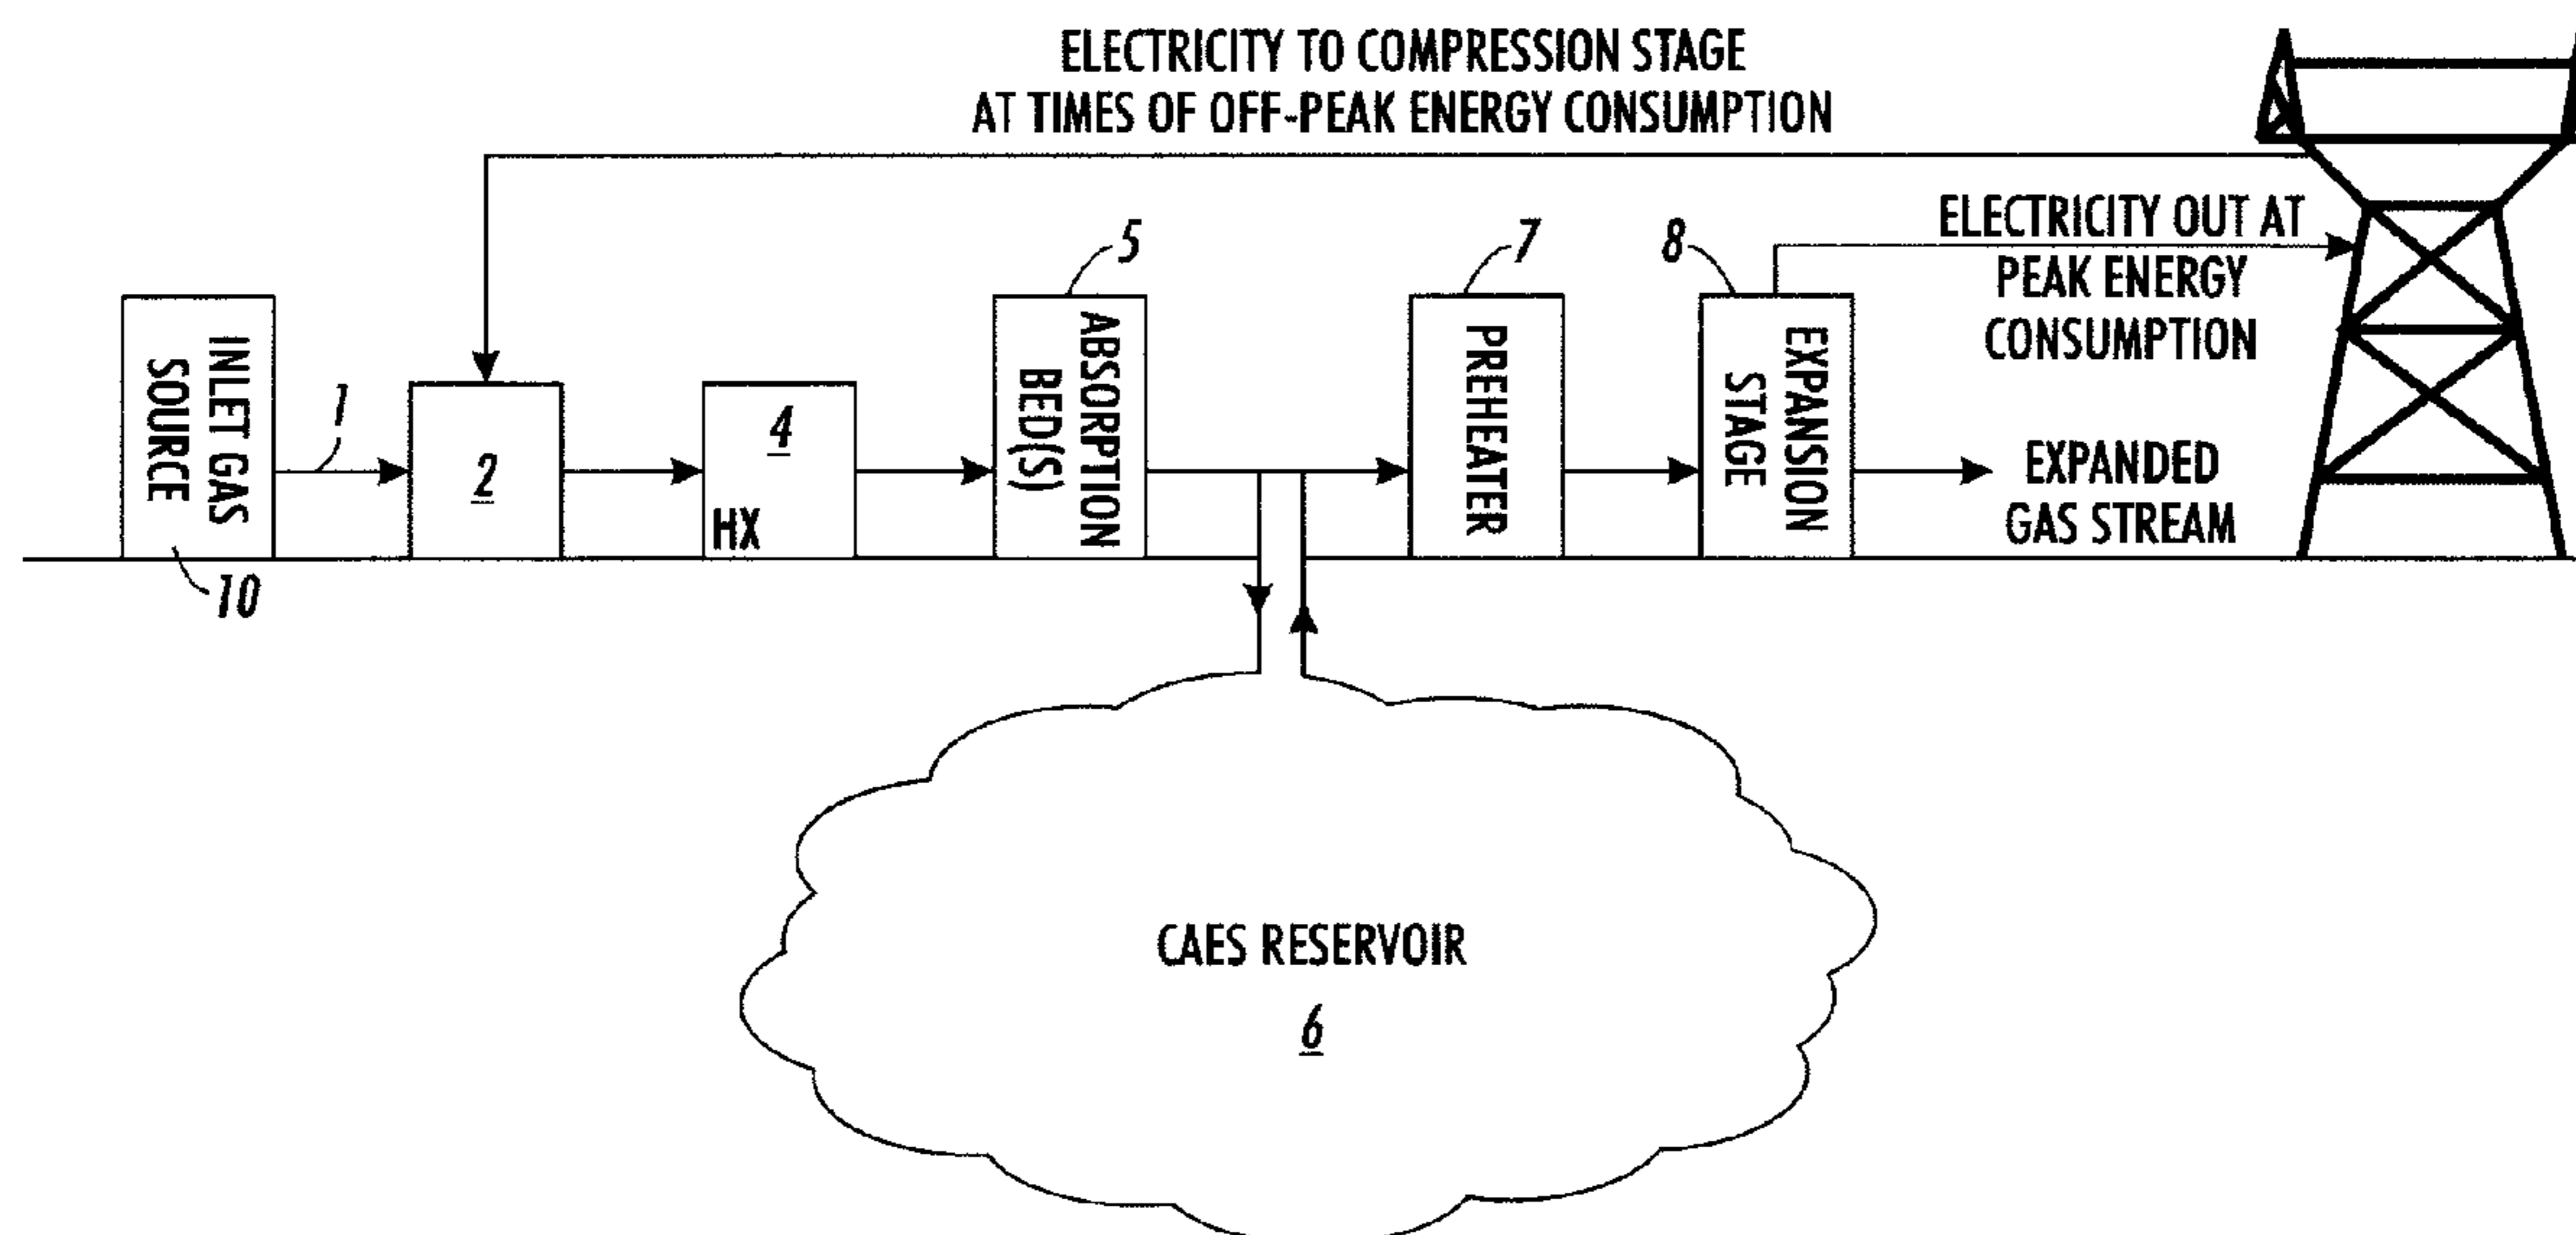 ELECTRICITY TO COMPRESSION STAGE
AT TIMES OF OFF-PEAK ENERGY CONSUMPTION
ELECTRICITY OUT AT
PEAK ENERGY
CONSUMPTION
5
7
8
INLET GAS
SOURCE
1
2
4
HX
ABSORPTION
BED(S)
PREHEATER
EXPANSION
STAGE
EXPANDED
GAS STREAM
10
CAES RESERVOIR
6